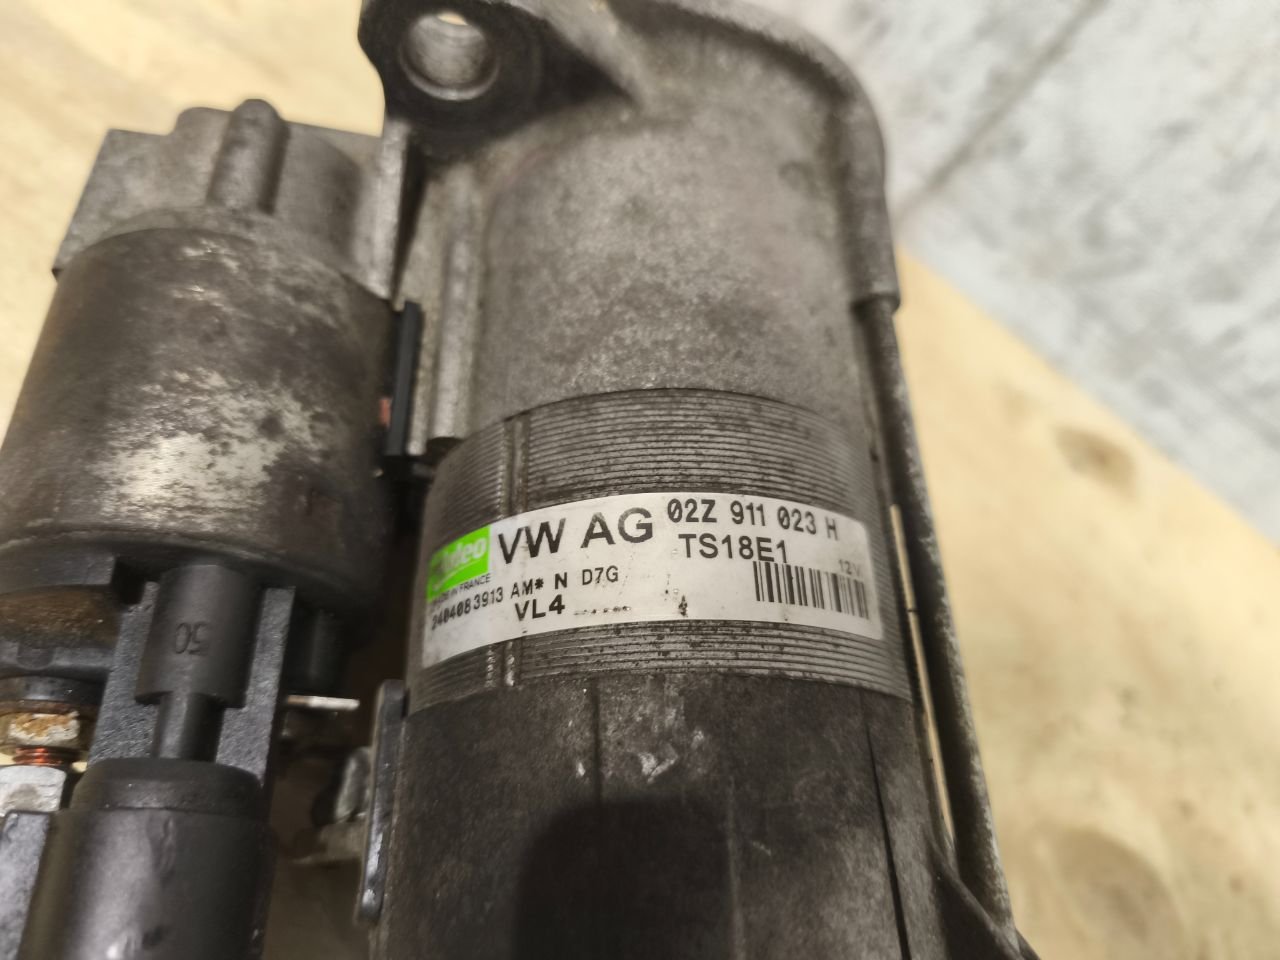 Valeo VW AG 02Z 911 023 H
TS18E1
MADE IN FRANCE
12V
2404083913 AM* N D7G
VL4
50